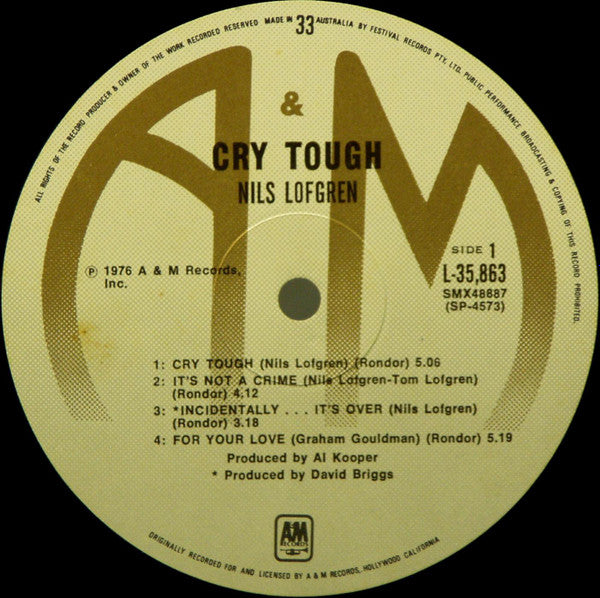 ALL RIGHTS OF THE RECORD PRODUCER & OWNER OF THE WORK RECORDED RESERVED MADE IN 33 AUSTRALIA BY FESTIVAL RECORDS PTY. LTD. PUBLIC PERFORMANCE BROADCASTING & COPYING OF THIS RECORD PROHIBITED.
A & M
CRY TOUGH
NILS LOFGREN
SIDE 1
L-35,863
SMX48887
(SP-4573)
℗ 1976 A & M Records,
Inc.
1: CRY TOUGH (Nils Lofgren) (Rondor) 5.06
2: IT'S NOT A CRIME (Nils Lofgren-Tom Lofgren)
(Rondor) 4.12
3: *INCIDENTALLY . . . IT'S OVER (Nils Lofgren)
(Rondor) 3.18
4: FOR YOUR LOVE (Graham Gouldman) (Rondor) 5.19
Produced by Al Kooper
* Produced by David Briggs
A&M
RECORDS
ORIGINALLY RECORDED FOR AND LICENSED BY A & M RECORDS, HOLLYWOOD CALIFORNIA